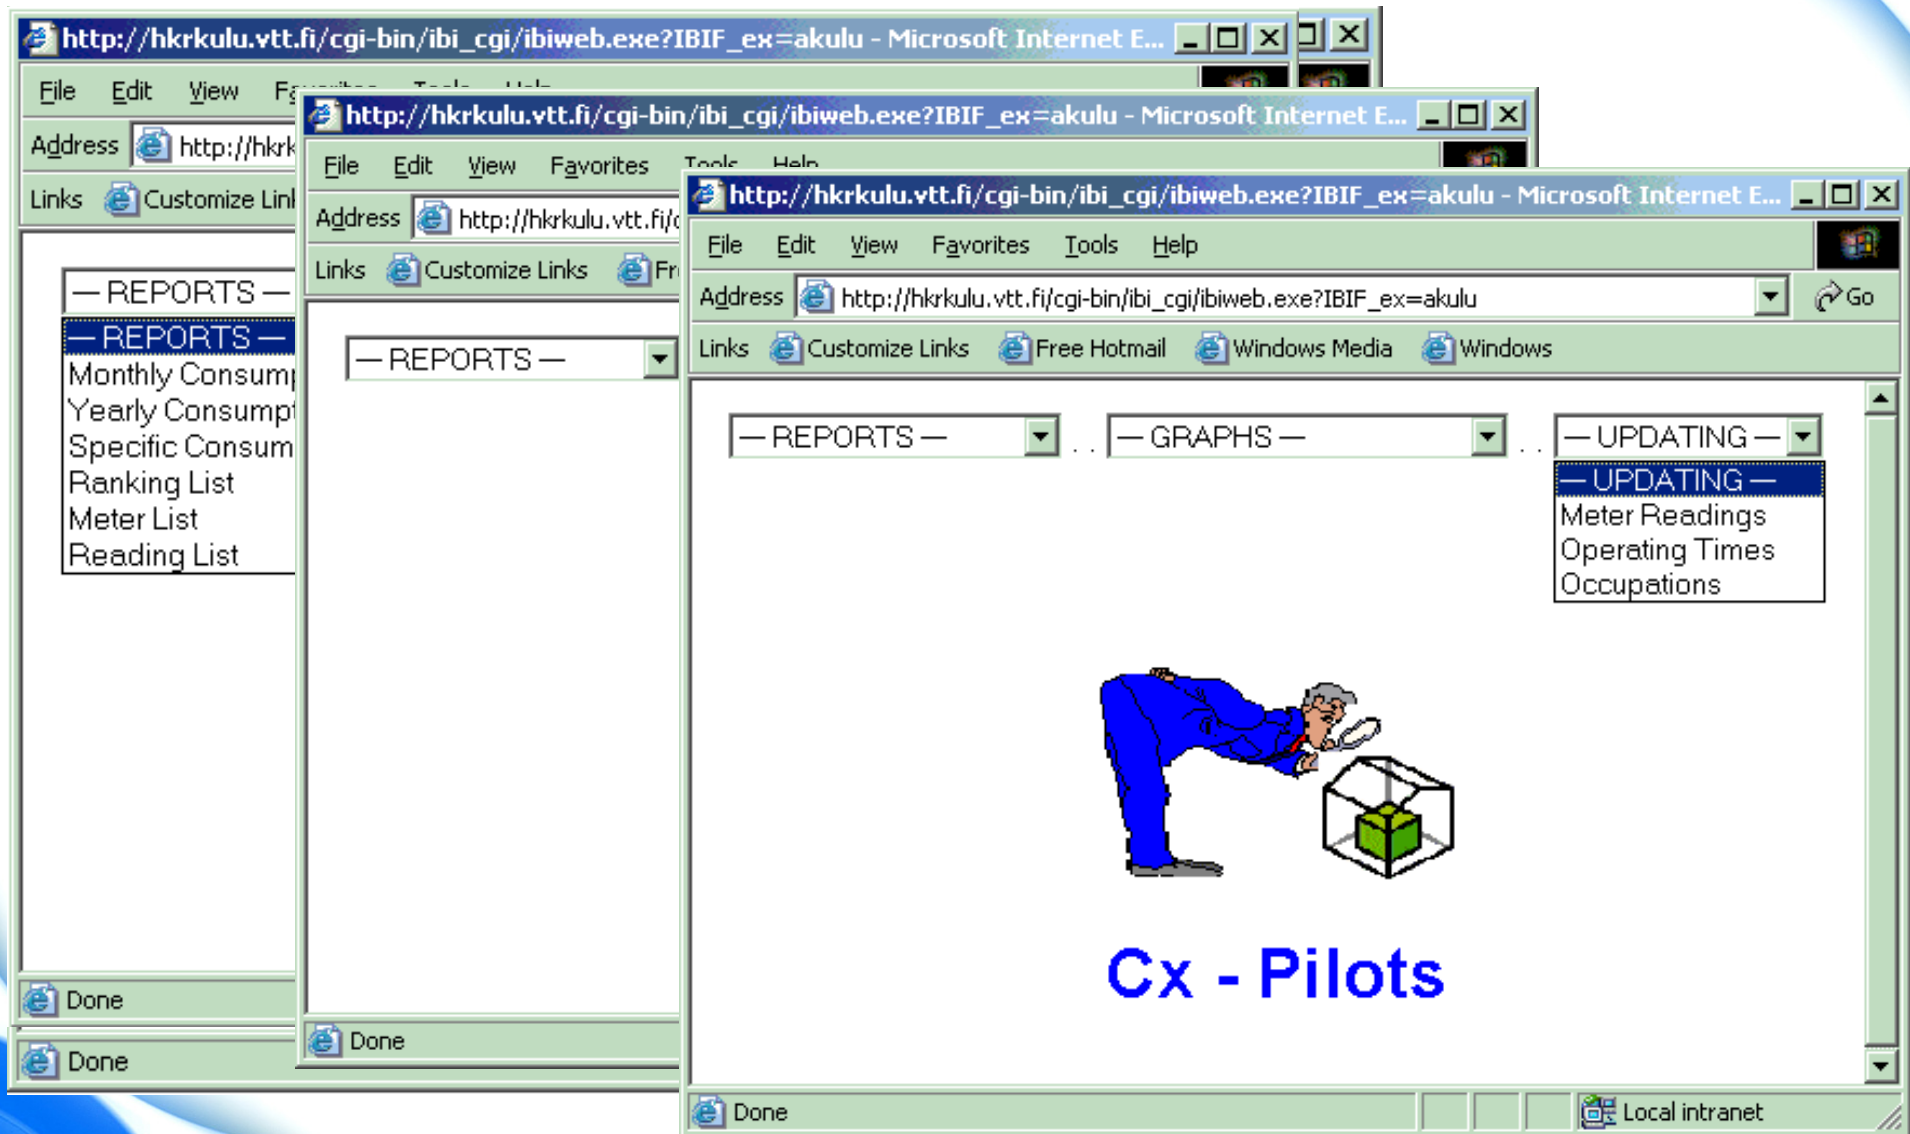 http://hkrkulu.vtt.fi/cgi-bin/ibi_cgi/ibiweb.exe?IBIF_ex=akulu - Microsoft Internet E...
File Edit View
Address http://hkrk
Links Customize Link
— REPORTS —
— REPORTS —
Monthly Consump
Yearly Consumpt
Specific Consum
Ranking List
Meter List
Reading List
Done
Done
http://hkrkulu.vtt.fi/cgi-bin/ibi_cgi/ibiweb.exe?IBIF_ex=akulu - Microsoft Internet E...
File Edit View Favorites Tools Help
Address http://hkrkulu.vtt.fi/c
Links Customize Links Fr
— REPORTS —
Done
http://hkrkulu.vtt.fi/cgi-bin/ibi_cgi/ibiweb.exe?IBIF_ex=akulu - Microsoft Internet E...
File Edit View Favorites Tools Help
Address http://hkrkulu.vtt.fi/cgi-bin/ibi_cgi/ibiweb.exe?IBIF_ex=akulu Go
Links Customize Links Free Hotmail Windows Media Windows
— REPORTS — . . — GRAPHS — . . — UPDATING —
— UPDATING —
Meter Readings
Operating Times
Occupations
Cx - Pilots
Done Local intranet